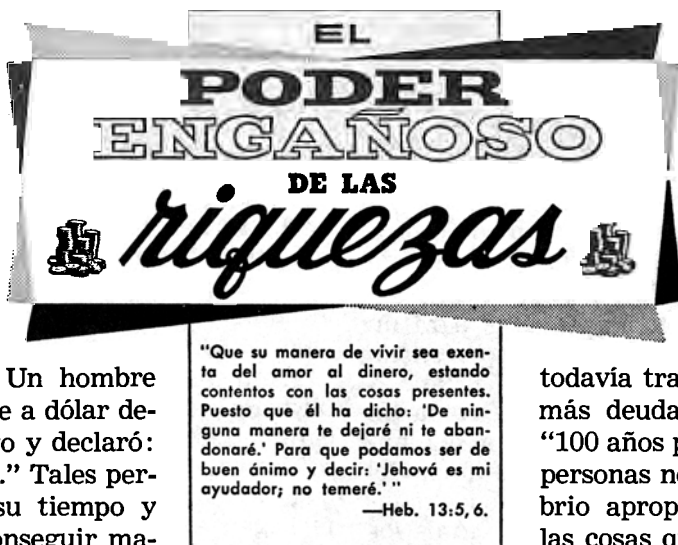 EL
PODER
ENGAÑOSO
DE LAS
riquezas
Un hombre
e a dólar de-
o y declaró:
.” Tales per-
su tiempo y
onseguir ma-
“Que su manera de vivir sea exen-
ta del amor al dinero, estando
contentos con las cosas presentes.
Puesto que él ha dicho: ‘De nin-
guna manera te dejaré ni te aban-
donaré.’ Para que podamos ser de
buen ánimo y decir: ‘Jehová es mi
ayudador; no temeré.’ ”
—Heb. 13:5, 6.
todavía tra
más deuda
“100 años p
personas no
brio aprop
las cosas q